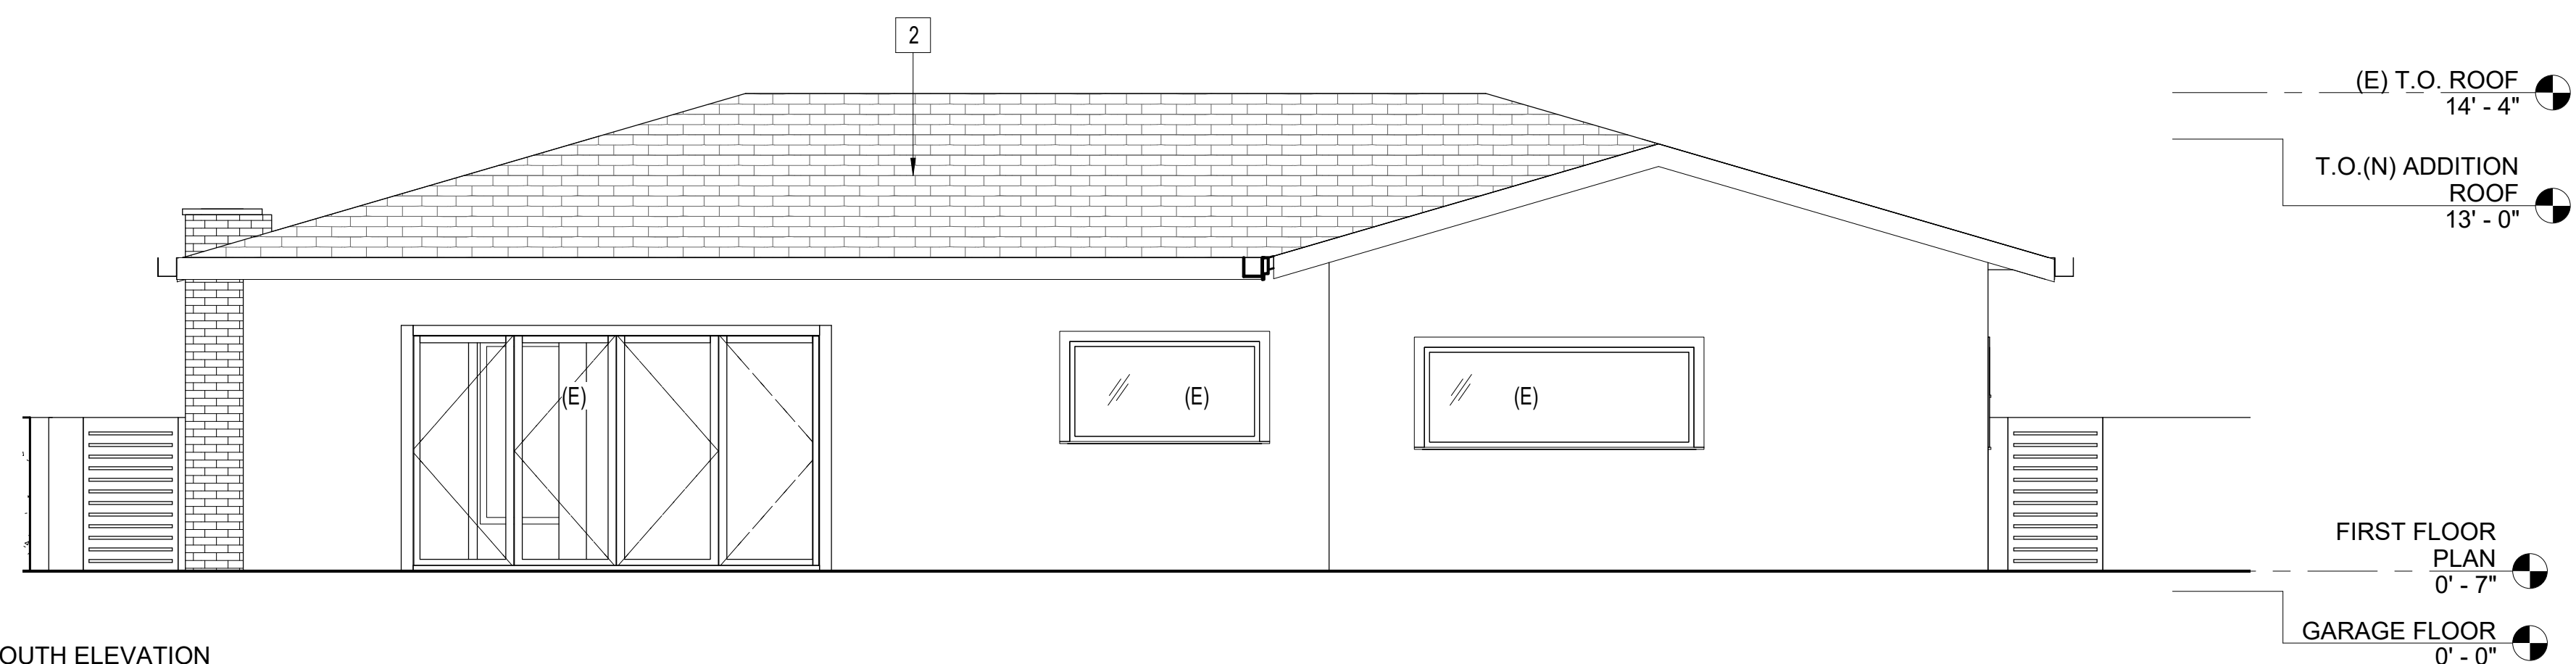 2
(E) T.O. ROOF
14' - 4"
T.O.(N) ADDITION
ROOF
13' - 0"
(E)
(E)
(E)
FIRST FLOOR
PLAN
0' - 7"
GARAGE FLOOR
0' - 0"
OUTH ELEVATION